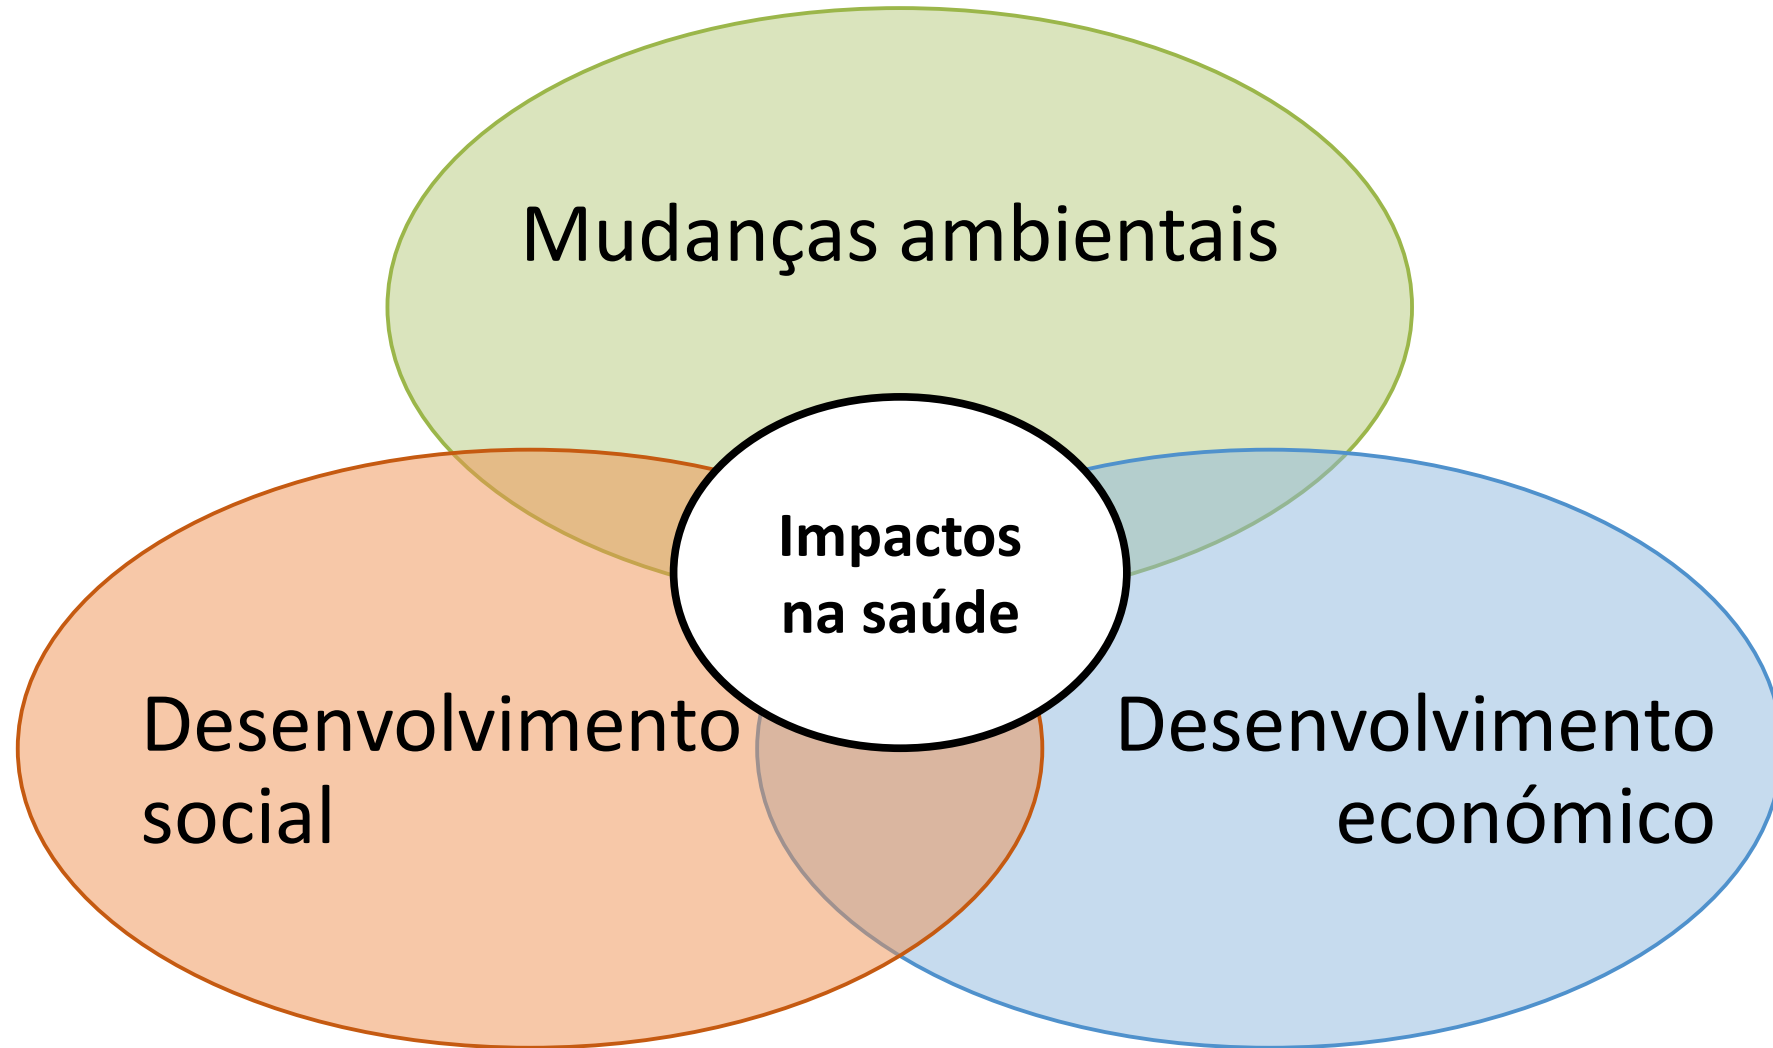 Mudanças ambientais
Impactos
na saúde
Desenvolvimento
social
Desenvolvimento
económico